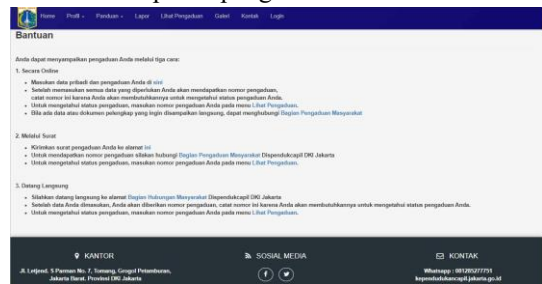 Home Profil Panduan Lapor Lihat Pengaduan Galeri Kontak Login
Bantuan
Anda dapat menyampaikan pengaduan Anda melalui tiga cara:
1. Secara Online
Masukan data pribadi dan pengaduan Anda di sini
Setelah memasukan semua data yang diperlukan Anda akan mendapatkan nomor pengaduan,
catat nomor ini karena Anda akan membutuhkannya untuk mengetahui status pengaduan Anda.
Untuk mengetahui status pengaduan, masukan nomor pengaduan Anda pada menu Lihat Pengaduan.
Bila ada data atau dokumen pelengkap yang ingin disampaikan langsung, dapat menghubungi Bagian Pengaduan Masyarakat
2. Melalui Surat
Kirimkan surat pengaduan Anda ke alamat ini
Untuk mendapatkan nomor pengaduan silakan hubungi Bagian Pengaduan Masyarakat Dispendukcapil DKI Jakarta
Untuk mengetahui status pengaduan, masukan nomor pengaduan Anda pada menu Lihat Pengaduan.
3. Datang Langsung
Silahkan datang langsung ke alamat Bagian Hubungan Masyarakat Dispendukcapil DKI Jakarta
Setelah data Anda dimasukan, Anda akan diberikan nomor pengaduan, catat nomor ini karena Anda akan membutuhkannya untuk mengetahui status pengaduan Anda.
Untuk mengetahui status pengaduan, masukan nomor pengaduan Anda pada menu Lihat Pengaduan.
KANTOR
Jl. Letjend. S Parman No. 7, Tomang, Grogol Petamburan,
Jakarta Barat, Provinsi DKI Jakarta
SOSIAL MEDIA
KONTAK
Whatsapp : 081285277751
kependudukancapil.jakarta.go.id